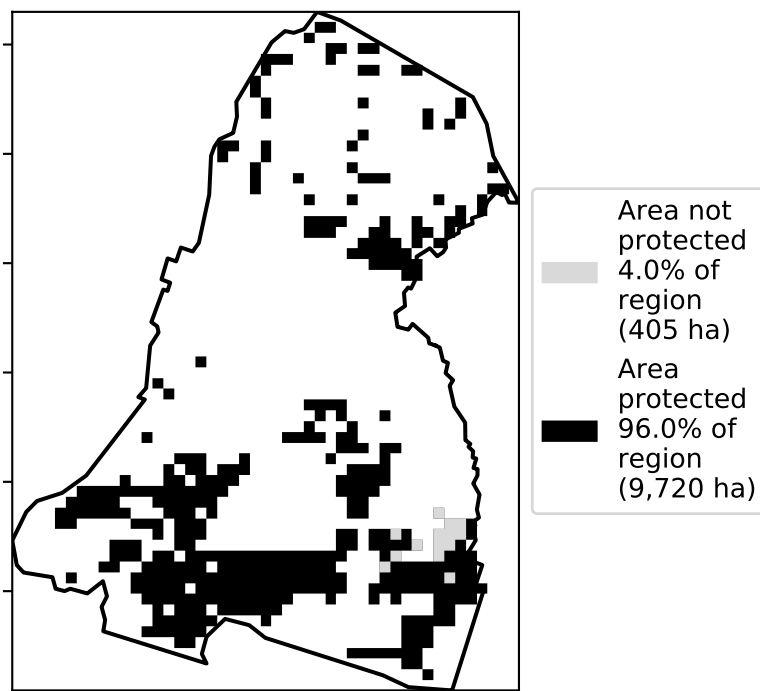 Area not
protected
4.0% of
region
(405 ha)
Area
protected
96.0% of
region
(9,720 ha)